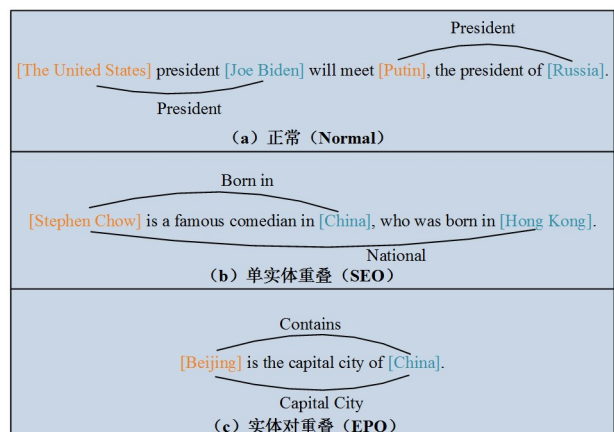 President
[The United States] president [Joe Biden] will meet [Putin], the president of [Russia].
President
（a）正常（Normal）
Born in
[Stephen Chow] is a famous comedian in [China], who was born in [Hong Kong].
National
（b）单实体重叠（SEO）
Contains
[Beijing] is the capital city of [China].
Capital City
（c）实体对重叠（EPO）